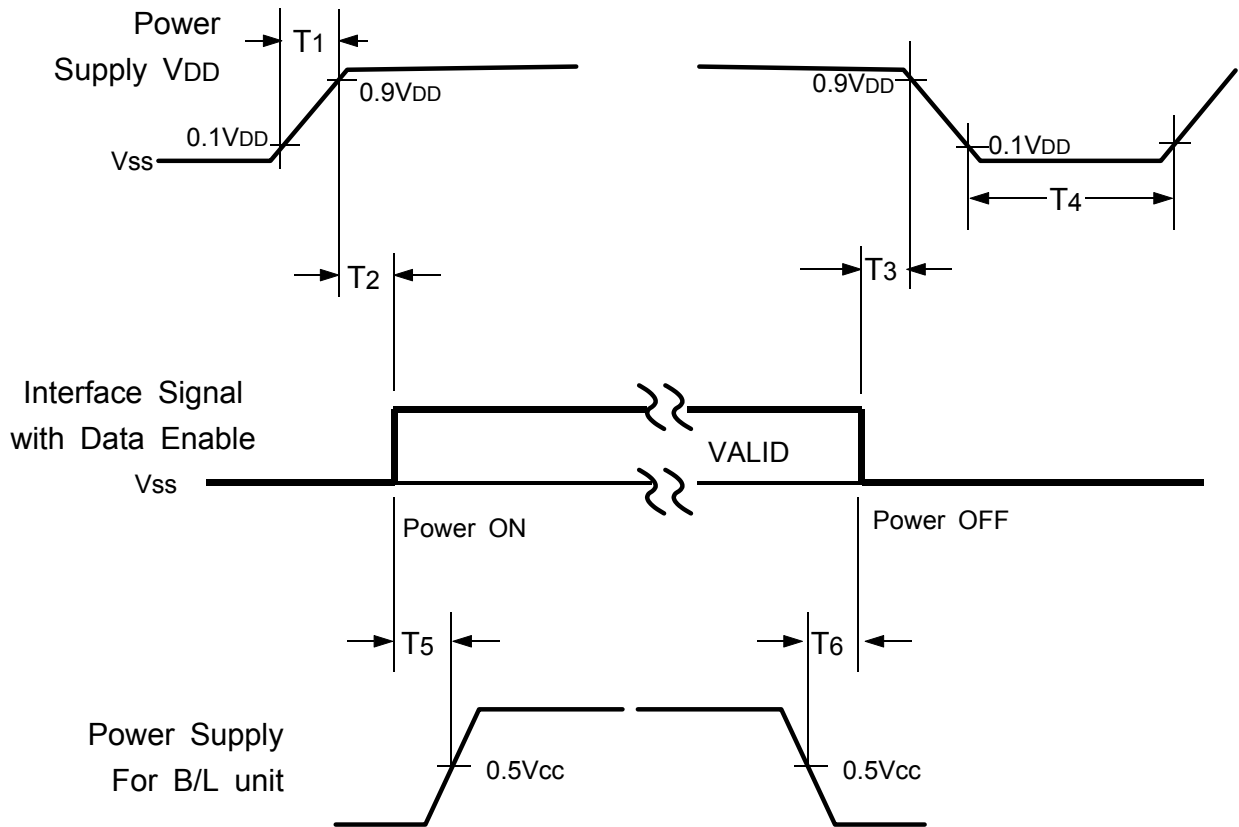 Power
Supply VDD
T1
0.9VDD
0.1VDD
Vss
0.9VDD
0.1VDD
T4
T2
T3
Interface Signal
with Data Enable
Vss
VALID
Power ON
Power OFF
T5
T6
Power Supply
For B/L unit
0.5Vcc
0.5Vcc